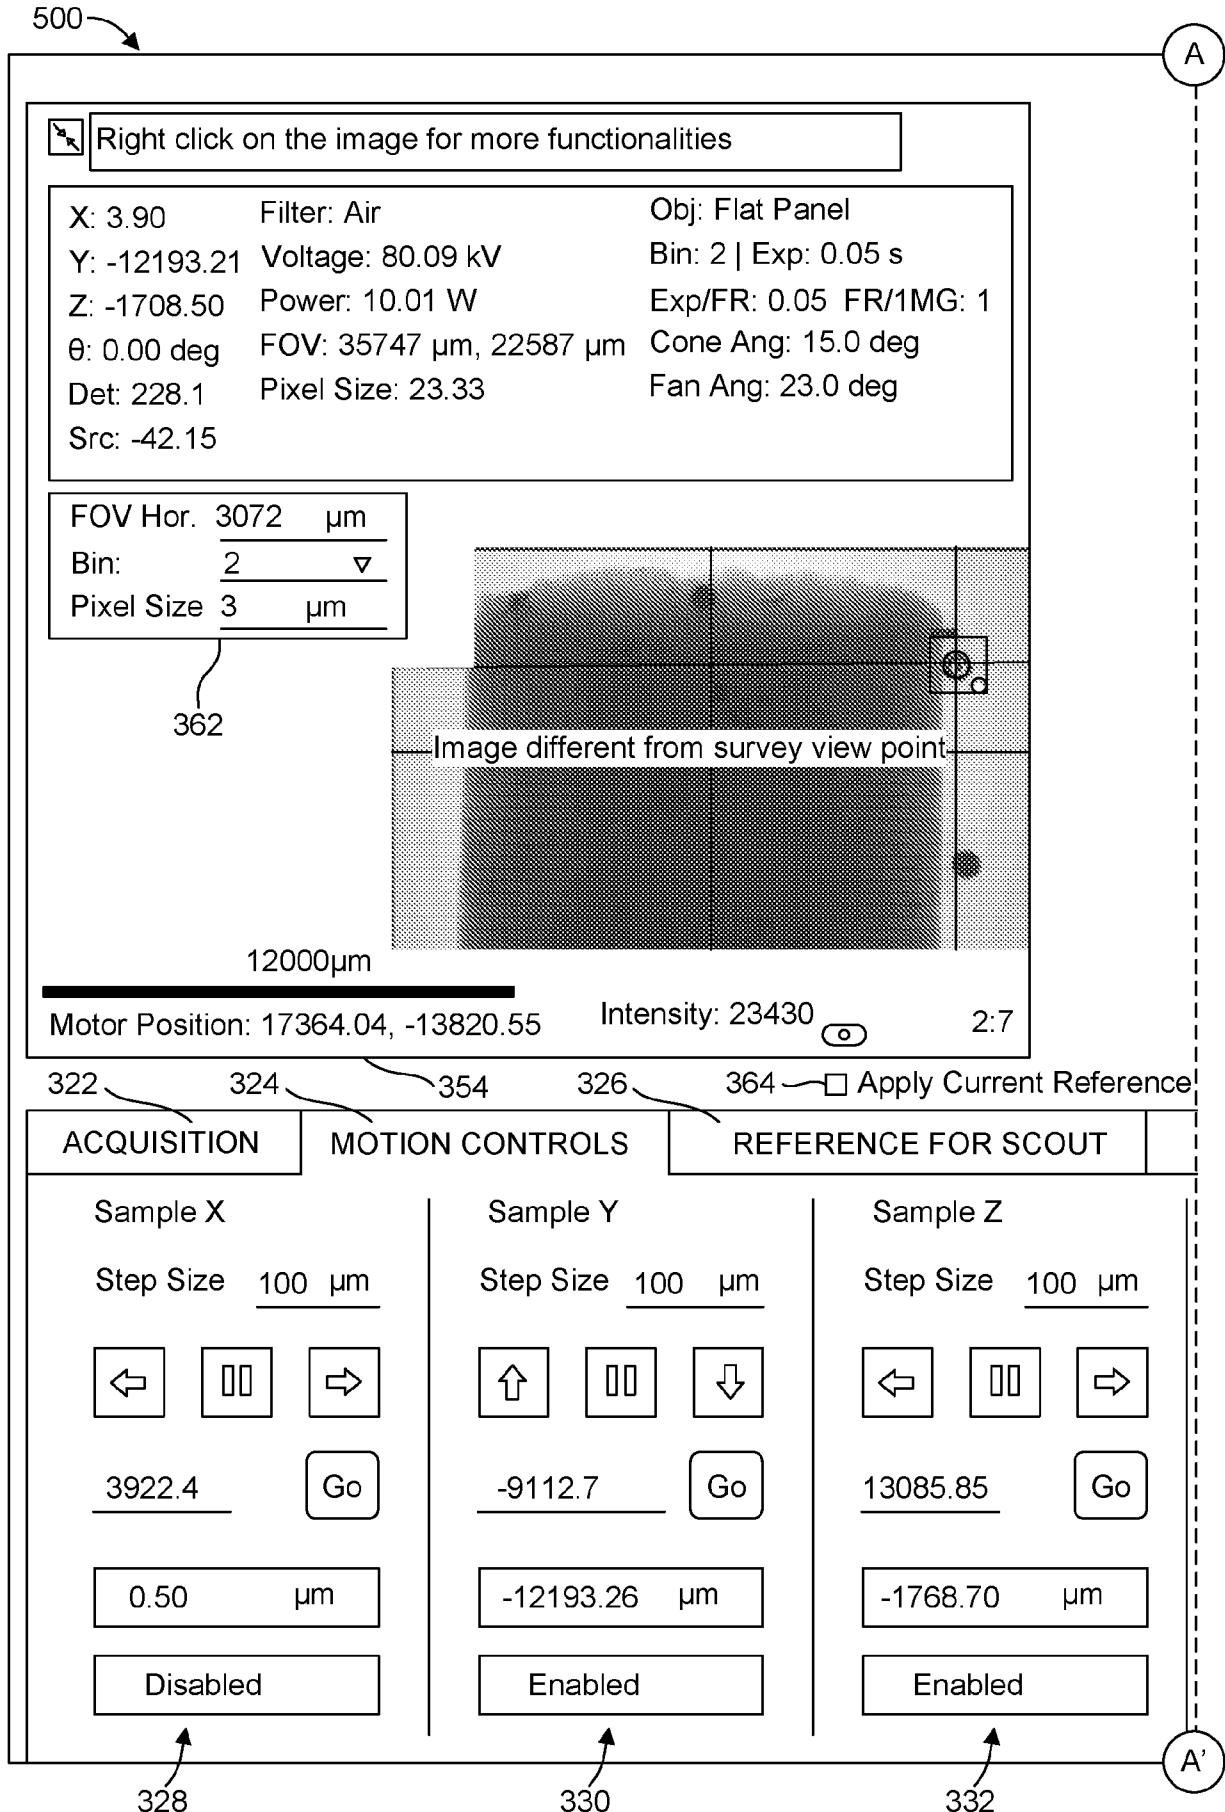 500
A
Right click on the image for more functionalities
X: 3.90 Filter: Air Obj: Flat Panel
Y: -12193.21 Voltage: 80.09 kV Bin: 2 | Exp: 0.05 s
Z: -1708.50 Power: 10.01 W Exp/FR: 0.05 FR/1MG: 1
θ: 0.00 deg FOV: 35747 µm, 22587 µm Cone Ang: 15.0 deg
Det: 228.1 Pixel Size: 23.33 Fan Ang: 23.0 deg
Src: -42.15
FOV Hor. 3072 µm
Bin: 2
Pixel Size 3 µm
362
Image different from survey view point
12000µm
Motor Position: 17364.04, -13820.55 Intensity: 23430 2:7
322 324 354 326 364 Apply Current Reference
ACQUISITION MOTION CONTROLS REFERENCE FOR SCOUT
Sample X Sample Y Sample Z
Step Size 100 µm Step Size 100 µm Step Size 100 µm
3922.4 Go -9112.7 Go 13085.85 Go
0.50 µm -12193.26 µm -1768.70 µm
Disabled Enabled Enabled
A'
328 330 332